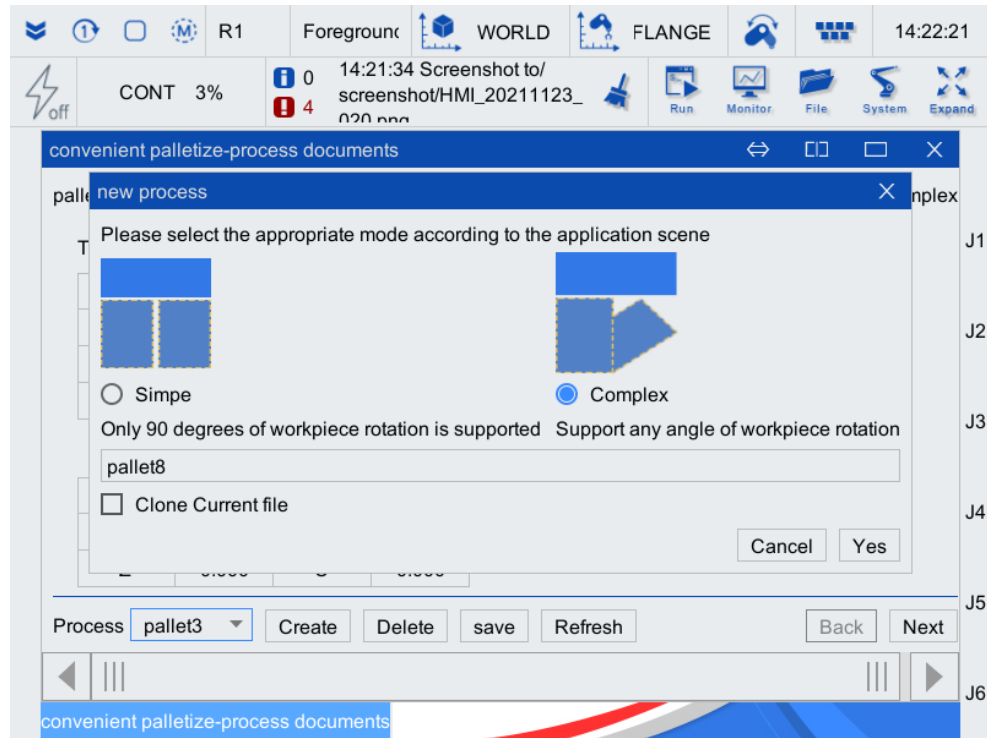 R1 Foregroun WORLD FLANGE 14:22:21
off CONT 3% 0 4
14:21:34 Screenshot to/
screenshot/HMI_20211123_
020.png
Run Monitor File System Expand
convenient palletize-process documents
new process
Please select the appropriate mode according to the application scene
Simpe Complex
Only 90 degrees of workpiece rotation is supported Support any angle of workpiece rotation
pallet8
Clone Current file
Cancel Yes
Process pallet3 Create Delete save Refresh Back Next
convenient palletize-process documents
J1
J2
J3
J4
J5
J6